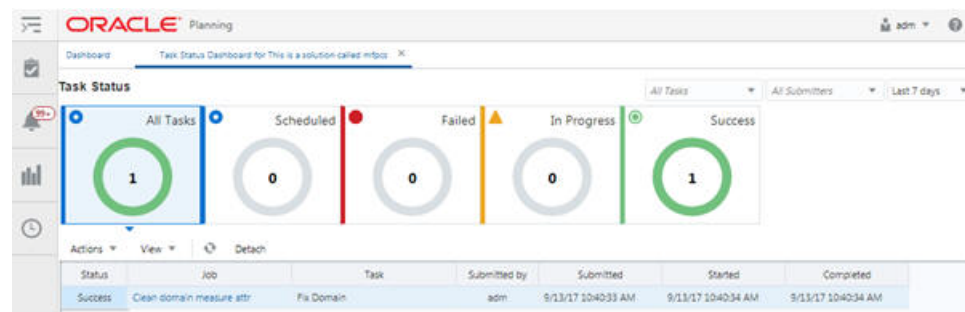 ORACLE Planning
adm
Dashboard Task Status Dashboard for This is a solution called mfpcs
Task Status
All Tasks All Submitters Last 7 days
99+
All Tasks Scheduled Failed In Progress Success
1 0 0 0 1
Actions View Detach
Status Job Task Submitted by Submitted Started Completed
Success Clean domain measure attr Fix Domain adm 9/13/17 10:40:33 AM 9/13/17 10:40:34 AM 9/13/17 10:40:34 AM